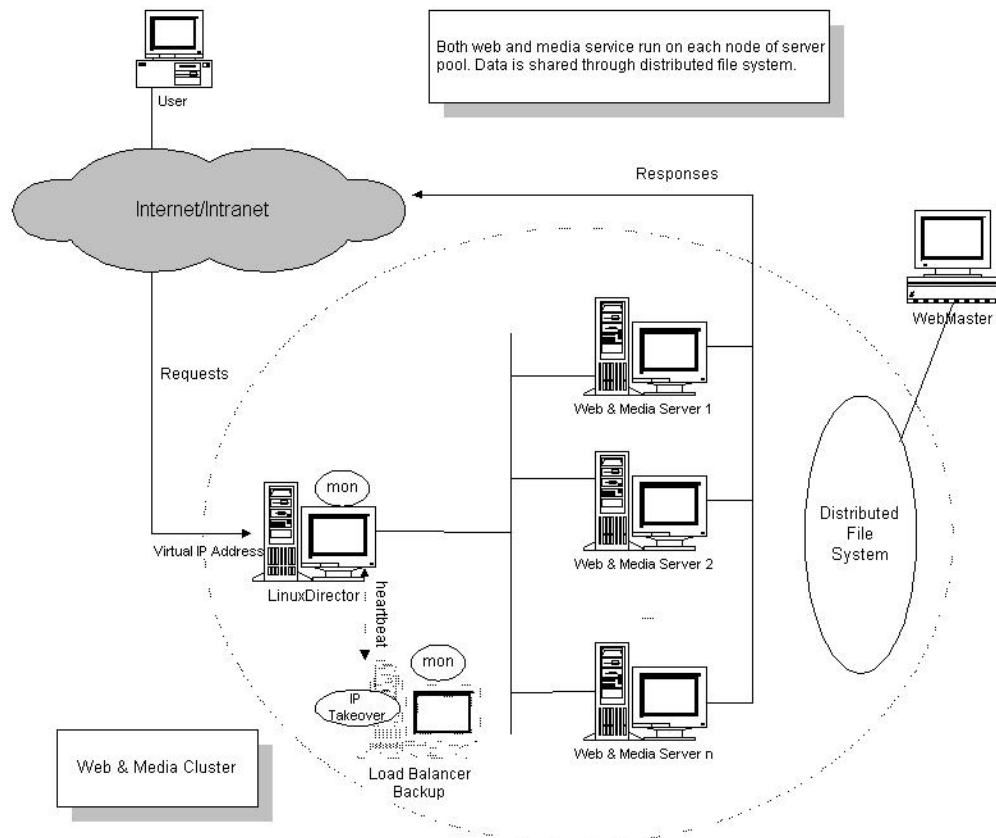 Both web and media service run on each node of server
pool. Data is shared through distributed file system.
User
Internet/Intranet
Responses
WebMaster
Requests
Web & Media Server 1
mon
Virtual IP Address
LinuxDirector
Web & Media Server 2
Distributed
File
System
heartbeat
.....
mon
IP
Takeover
Web & Media Server n
Load Balancer
Backup
Web & Media Cluster